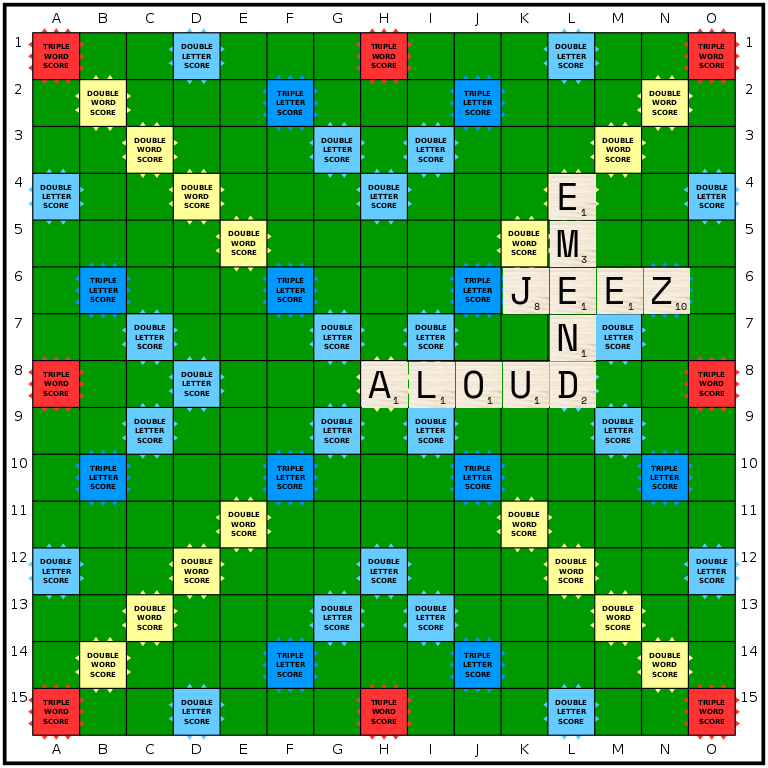 A B C D E F G H I J K L M N O
1 TRIPLE DOUBLE TRIPLE DOUBLE TRIPLE 1
WORD LETTER WORD LETTER WORD
SCORE SCORE SCORE SCORE SCORE
2 DOUBLE TRIPLE TRIPLE DOUBLE 2
WORD LETTER LETTER WORD
SCORE SCORE SCORE SCORE
3 DOUBLE DOUBLE DOUBLE DOUBLE 3
WORD LETTER LETTER WORD
SCORE SCORE SCORE SCORE
4 DOUBLE DOUBLE DOUBLE DOUBLE 4
LETTER WORD LETTER E1 LETTER
SCORE SCORE SCORE SCORE
5 DOUBLE DOUBLE 5
WORD WORD M3
SCORE SCORE
6 TRIPLE TRIPLE TRIPLE 6
LETTER LETTER LETTER J8 E1 E1 Z10
SCORE SCORE SCORE
7 DOUBLE DOUBLE DOUBLE DOUBLE 7
LETTER LETTER LETTER N1 LETTER
SCORE SCORE SCORE SCORE
8 TRIPLE DOUBLE TRIPLE 8
WORD LETTER A1 L1 O1 U1 D2 WORD
SCORE SCORE SCORE
9 DOUBLE DOUBLE DOUBLE DOUBLE 9
LETTER LETTER LETTER LETTER
SCORE SCORE SCORE SCORE
10 TRIPLE TRIPLE TRIPLE TRIPLE 10
LETTER LETTER LETTER LETTER
SCORE SCORE SCORE SCORE
11 DOUBLE DOUBLE 11
WORD WORD
SCORE SCORE
12 DOUBLE DOUBLE DOUBLE DOUBLE DOUBLE 12
LETTER WORD LETTER WORD LETTER
SCORE SCORE SCORE SCORE SCORE
13 DOUBLE DOUBLE DOUBLE DOUBLE 13
WORD LETTER LETTER WORD
SCORE SCORE SCORE SCORE
14 DOUBLE TRIPLE TRIPLE DOUBLE 14
WORD LETTER LETTER WORD
SCORE SCORE SCORE SCORE
15 TRIPLE DOUBLE TRIPLE DOUBLE TRIPLE 15
WORD LETTER WORD LETTER WORD
SCORE SCORE SCORE SCORE SCORE
A B C D E F G H I J K L M N O